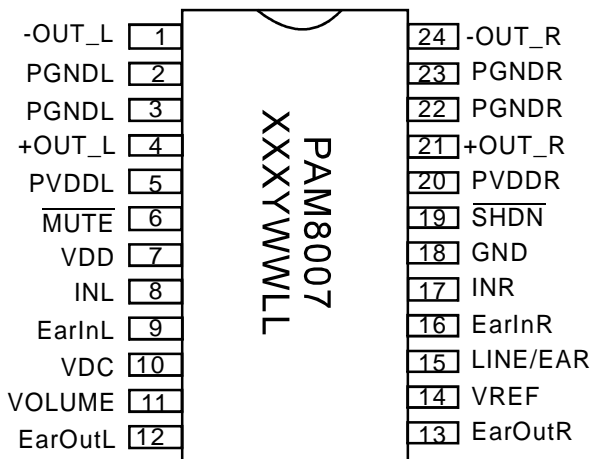 -OUT_L 1
PGNDL 2
PGNDL 3
+OUT_L 4
PVDDL 5
MUTE 6
VDD 7
INL 8
EarInL 9
VDC 10
VOLUME 11
EarOutL 12
PAM8007
XXXYWWLL
24 -OUT_R
23 PGNDR
22 PGNDR
21 +OUT_R
20 PVDDR
19 SHDN
18 GND
17 INR
16 EarInR
15 LINE/EAR
14 VREF
13 EarOutR